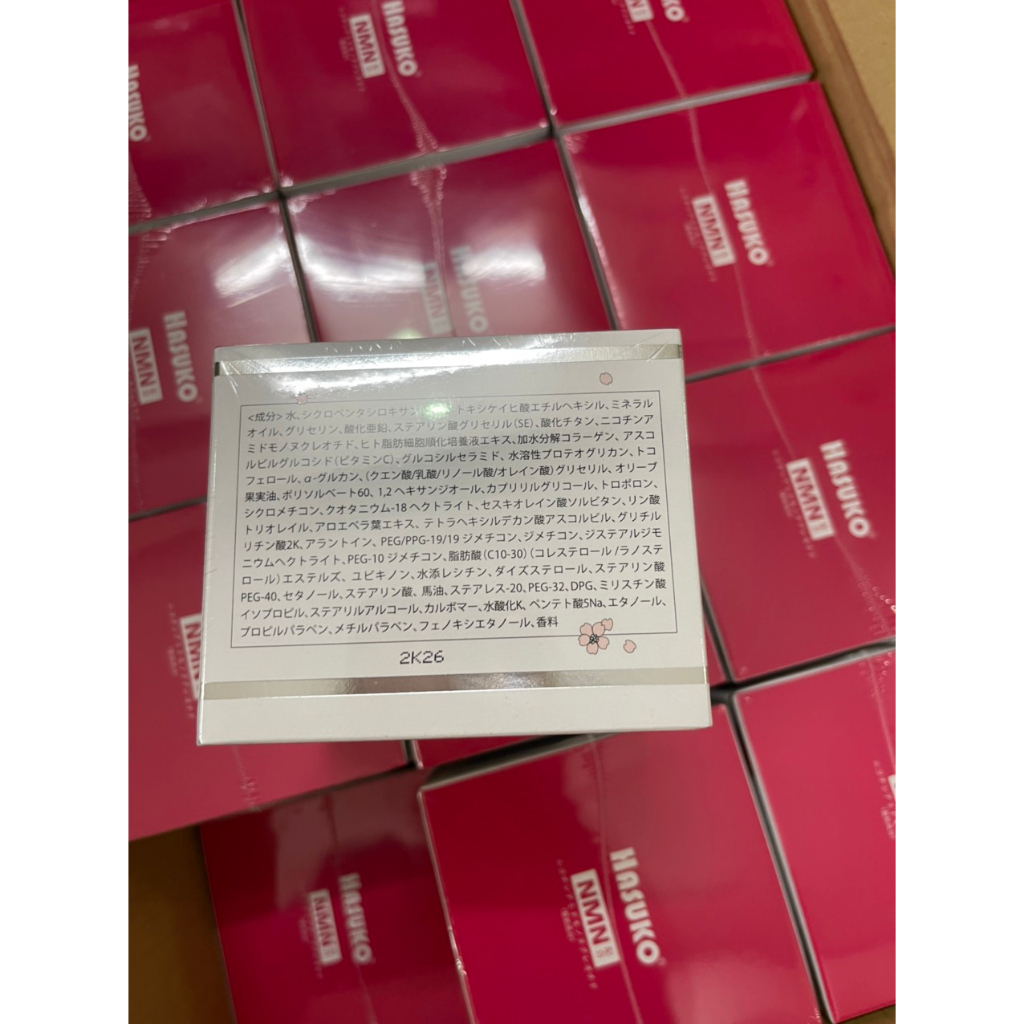 HASUKO
NMN
HASUKO
HASUKO
HASUKO
NMN
HASUKO
NMN
HASUKO
HASUKO
NMN
<成分> 水、シクロペンタシロキサン トキシケイヒ酸エチルヘキシル、ミネラル
オイル、グリセリン、酸化亜鉛、ステアリン酸グリセリル(SE)、酸化チタン、ニコチンア
ミドモノヌクレオチド、ヒト脂肪細胞順化培養液エキス、加水分解コラーゲン、アスコ
ルビルグルコシド(ビタミンC)、グルコシルセラミド、水溶性プロテオグリカン、トコ
フェロール、α-グルカン、(クエン酸/乳酸/リノール酸/オレイン酸)グリセリル、オリーブ
果実油、ポリソルベート60、1,2ヘキサンジオール、カプリリルグリコール、トロポロン、
シクロメチコン、クオタニウム-18ヘクトライト、セスキオレイン酸ソルビタン、リン酸
トリオレイル、アロエベラ葉エキス、テトラヘキシルデカン酸アスコルビル、グリチル
リチン酸2K、アラントイン、PEG/PPG-19/19 ジメチコン、ジメチコン、ジステアルジモ
ニウムヘクトライト、PEG-10 ジメチコン、脂肪酸(C10-30)(コレステロール/ラノステ
ロール)エステルズ、ユビキノン、水添レシチン、ダイズステロール、ステアリン酸
PEG-40、セタノール、ステアリン酸、馬油、ステアレス-20、PEG-32、DPG、ミリスチン酸
イソプロピル、ステアリルアルコール、カルボマー、水酸化K、ペンテト酸5Na、エタノール、
プロピルパラベン、メチルパラベン、フェノキシエタノール、香料
2K26
NMN
HASUKO
NMN
HASUKO
NMN